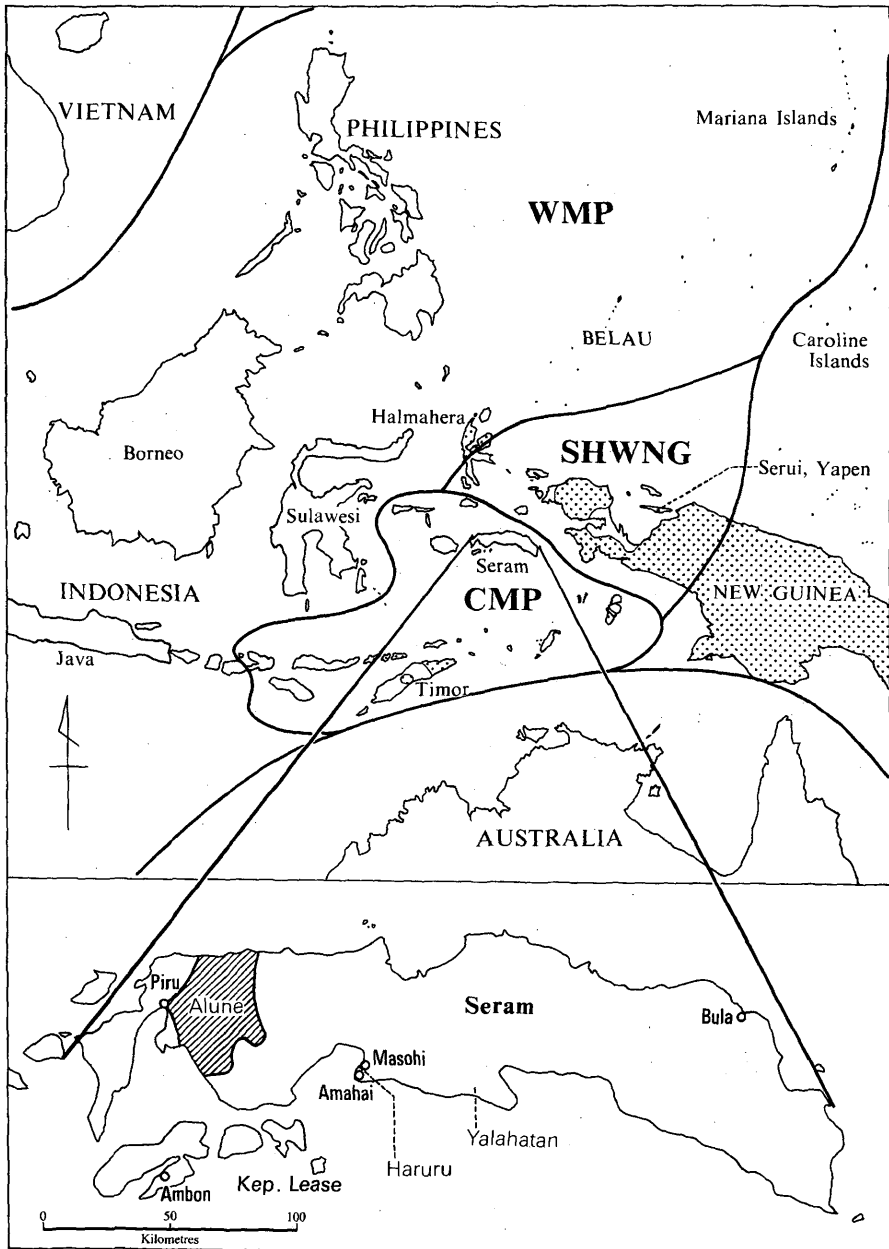 VIETNAM
PHILIPPINES
Mariana Islands
WMP
BELAU
Caroline
Islands
Halmahera
SHWNG
Borneo
Serui, Yapen
Sulawesi
Seram
INDONESIA
CMP
NEW GUINEA
Java
Timor
AUSTRALIA
Piru
Alune
Seram
Bula
Masohi
Amahai
Yalahatan
Haruru
Kep. Lease
Ambon
0 50 100
Kilometres